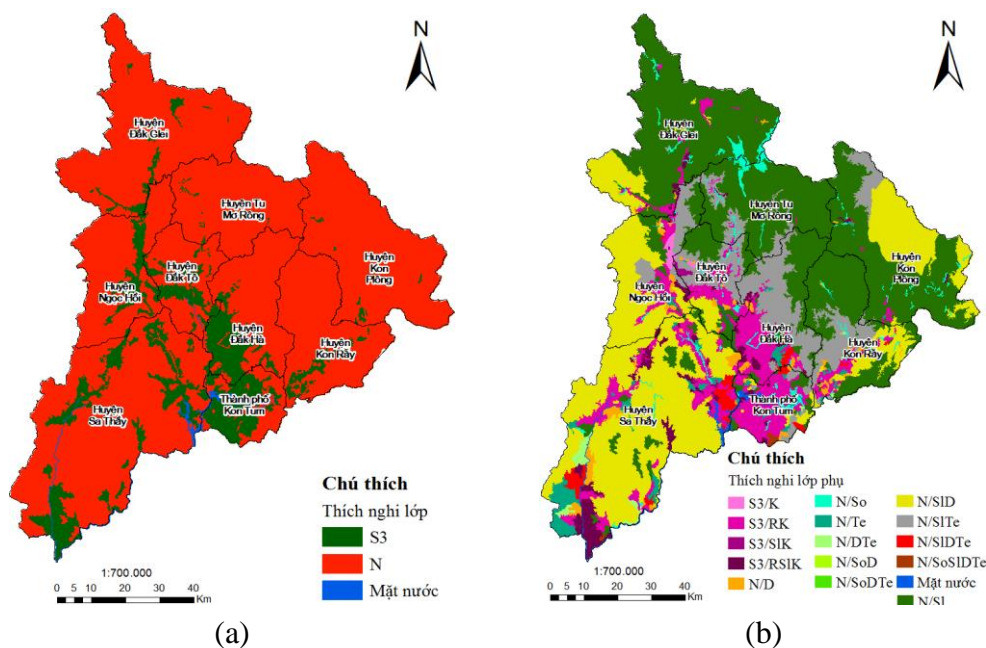 N
Huyện
Đắk Glei
Huyện Tu
Mơ Rông
Huyện
Kon
Plông
Huyện
Đắk Tô
Huyện
Ngọc Hồi
Huyện
Đắk Hà
Huyện
Kon Rẫy
Thành phố
Kon Tum
Huyện
Sa Thầy
Chú thích
Thích nghi lớp
S3
N
Mặt nước
1:700.000
0 5 10 20 30 40
Km
(a)
N
Huyện
Đắk Glei
Huyện Tu
Mơ Rông
Huyện
Kon
Plông
Huyện
Đắk Tô
Huyện
Ngọc Hồi
Huyện
Đắk Hà
Huyện
Kon Rẫy
Thành phố
Kon Tum
Huyện
Sa Thầy
Chú thích
Thích nghi lớp phụ
S3/K N/So N/SlD
S3/RK N/Te N/SlTe
S3/SlK N/DTe N/SlDTe
S3/RSlK N/SoD N/SoSlDTe
N/D N/SoDTe Mặt nước
N/Sl
1:700.000
0 5 10 20 30 40
Km
(b)